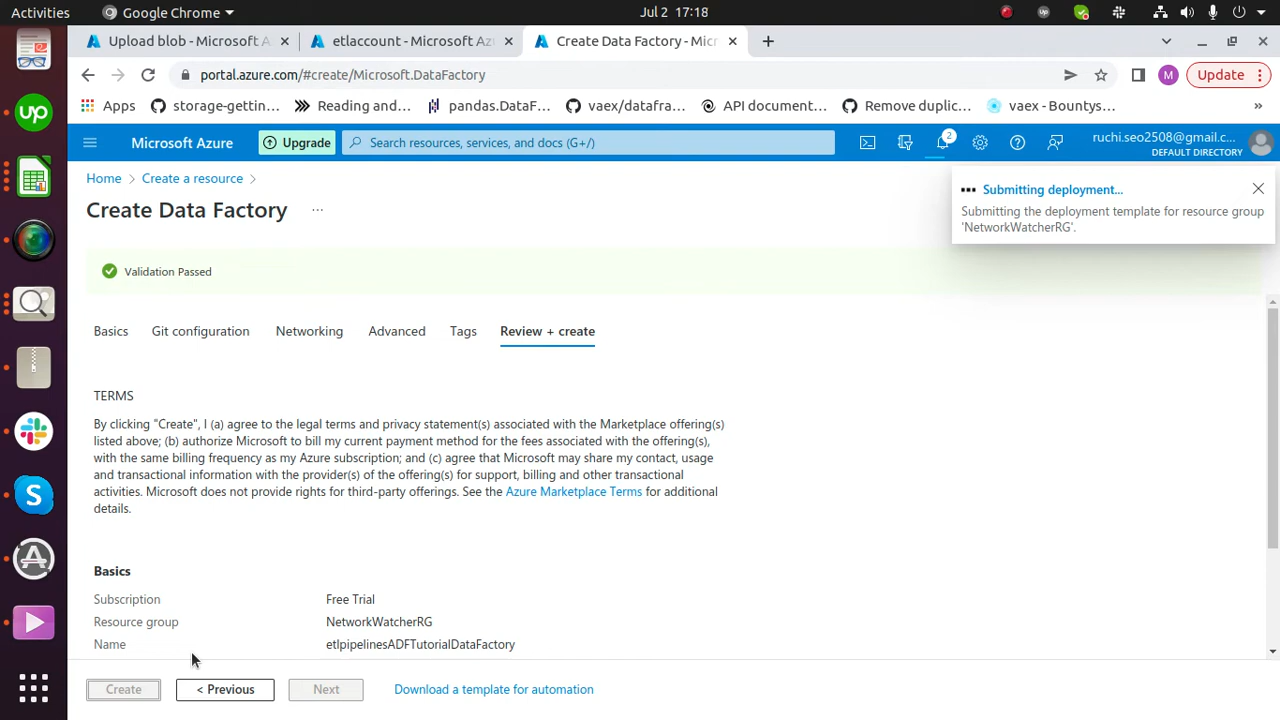 Activities
Google Chrome
Jul 2 17:18
Upload blob - Microsoft A
etlaccount - Microsoft Az
Create Data Factory - Micr
portal.azure.com/#create/Microsoft.DataFactory
M
Update
Apps
storage-gettin...
Reading and...
pandas.DataF...
vaex/datafra...
API document...
Remove duplic...
vaex - Bountys...
»
Microsoft Azure
Upgrade
Search resources, services, and docs (G+/)
2
ruchi.seo2508@gmail.c...
DEFAULT DIRECTORY
Home > Create a resource >
Create Data Factory ...
Submitting deployment...
Submitting the deployment template for resource group
'NetworkWatcherRG'.
Validation Passed
Basics
Git configuration
Networking
Advanced
Tags
Review + create
TERMS
By clicking "Create", I (a) agree to the legal terms and privacy statement(s) associated with the Marketplace offering(s)
listed above; (b) authorize Microsoft to bill my current payment method for the fees associated with the offering(s),
with the same billing frequency as my Azure subscription; and (c) agree that Microsoft may share my contact, usage
and transactional information with the provider(s) of the offering(s) for support, billing and other transactional
activities. Microsoft does not provide rights for third-party offerings. See the Azure Marketplace Terms for additional
details.
Basics
Subscription Free Trial
Resource group NetworkWatcherRG
Name etlpipelinesADFTutorialDataFactory
Create
< Previous
Next
Download a template for automation